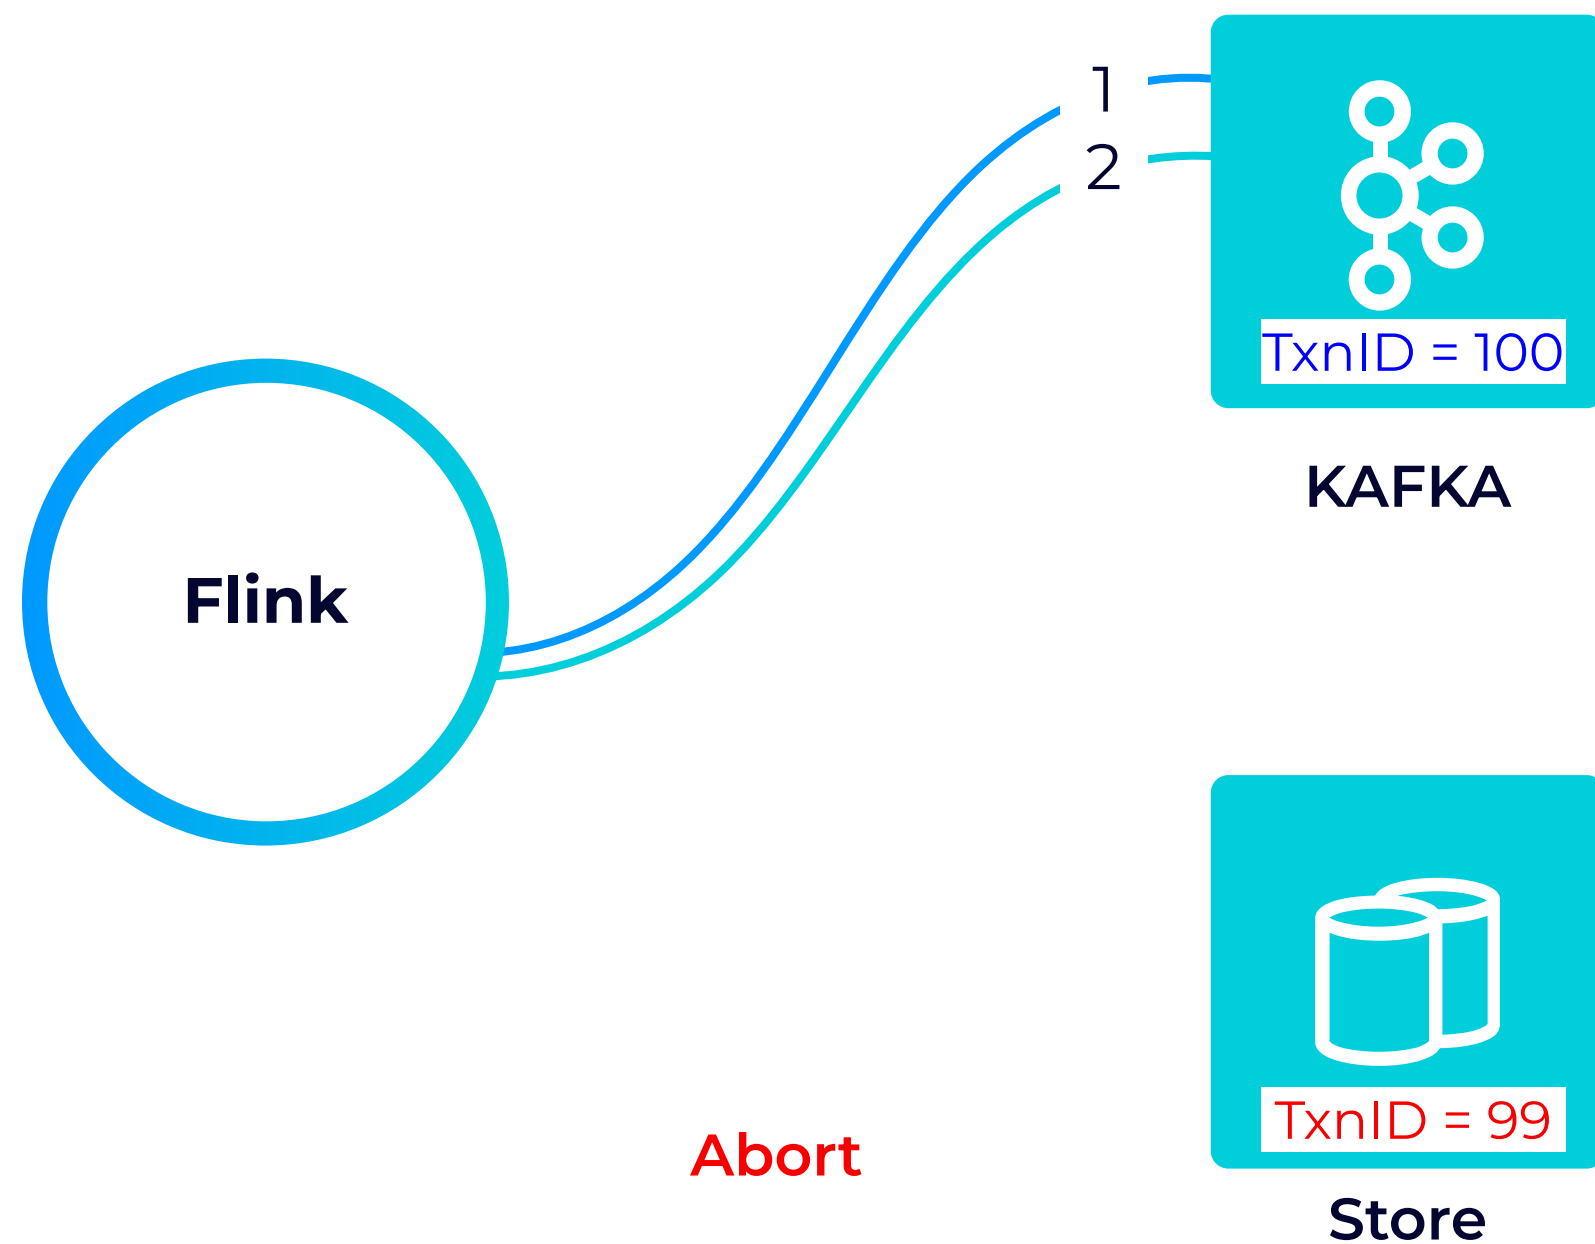 1
2
TxnID = 100
KAFKA
Flink
TxnID = 99
Abort
Store